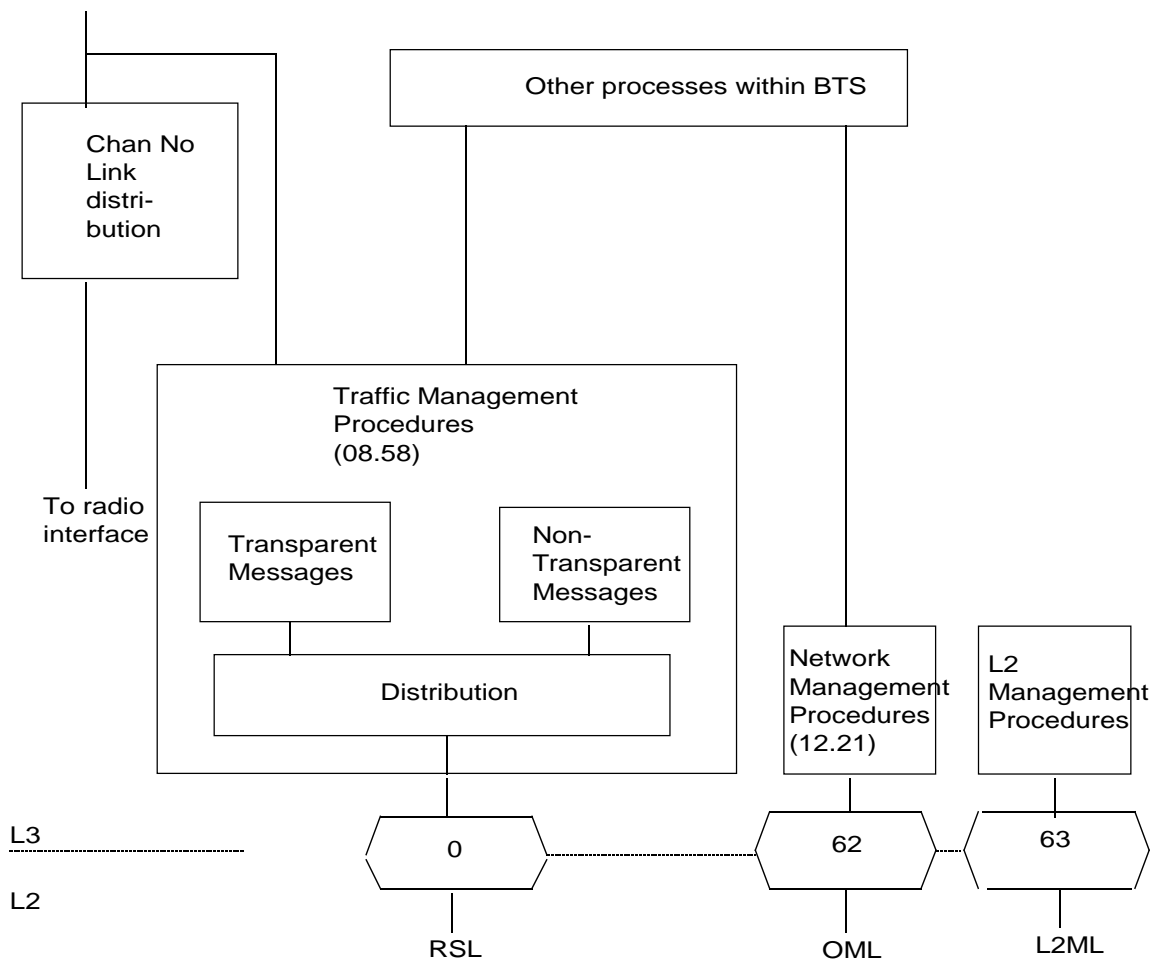 Other processes within BTS
Chan No
Link
distri-
bution
Traffic Management
Procedures
(08.58)
To radio
interface
Transparent
Messages
Non-
Transparent
Messages
Distribution
Network
Management
Procedures
(12.21)
L2
Management
Procedures
L3
0
62
63
L2
RSL
OML
L2ML